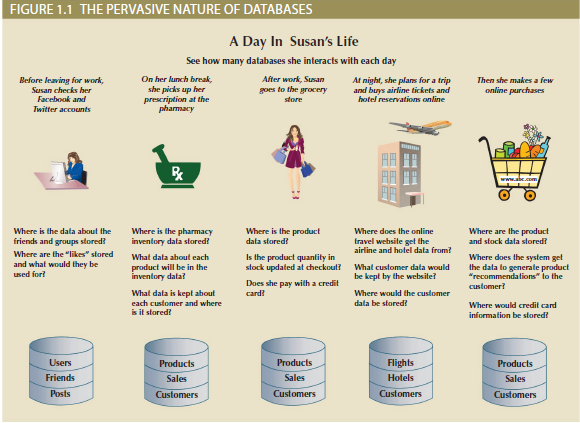 FIGURE 1.1 THE PERVASIVE NATURE OF DATABASES
A Day In Susan's Life
See how many databases she interacts with each day
Before leaving for work,
Susan checks her
Facebook and
Twitter accounts
On her lunch break,
she picks up her
prescription at the
pharmacy
After work, Susan
goes to the grocery
store
At night, she plans for a trip
and buys airline tickets and
hotel reservations online
Then she makes a few
online purchases
Rx
www.abc.com
Where is the data about the
friends and groups stored?
Where are the “likes” stored
and what would they be
used for?
Where is the pharmacy
inventory data stored?
What data about each
product will be in the
inventory data?
What data is kept about
each customer and where
is it stored?
Where is the product
data stored?
Is the product quantity in
stock updated at checkout?
Does she pay with a credit
card?
Where does the online
travel website get the
airline and hotel data from?
What customer data would
be kept by the website?
Where would the customer
data be stored?
Where are the product
and stock data stored?
Where does the system get
the data to generate product
“recommendations” to the
customer?
Where would credit card
information be stored?
Users
Friends
Posts
Products
Sales
Customers
Products
Sales
Customers
Flights
Hotels
Customers
Products
Sales
Customers